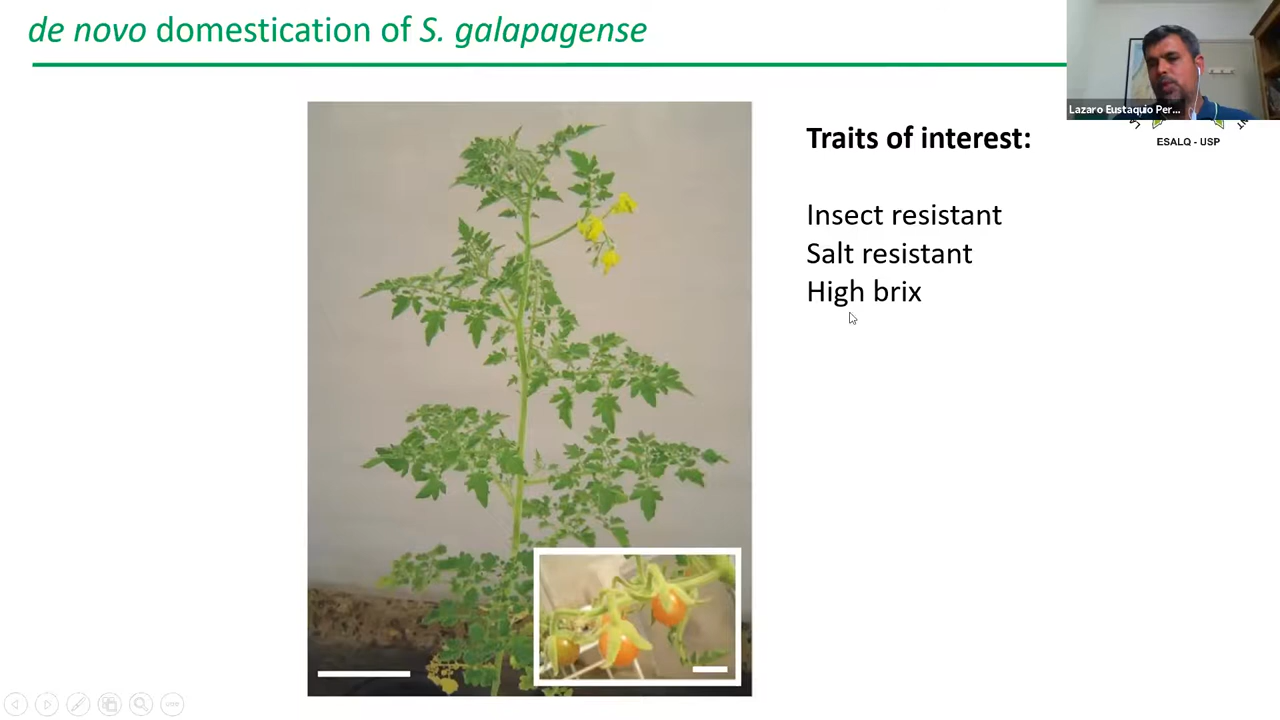 de novo domestication of S. galapagense
Lazaro Eustaquio Per...
ESALQ - USP
Traits of interest:
Insect resistant
Salt resistant
High brix